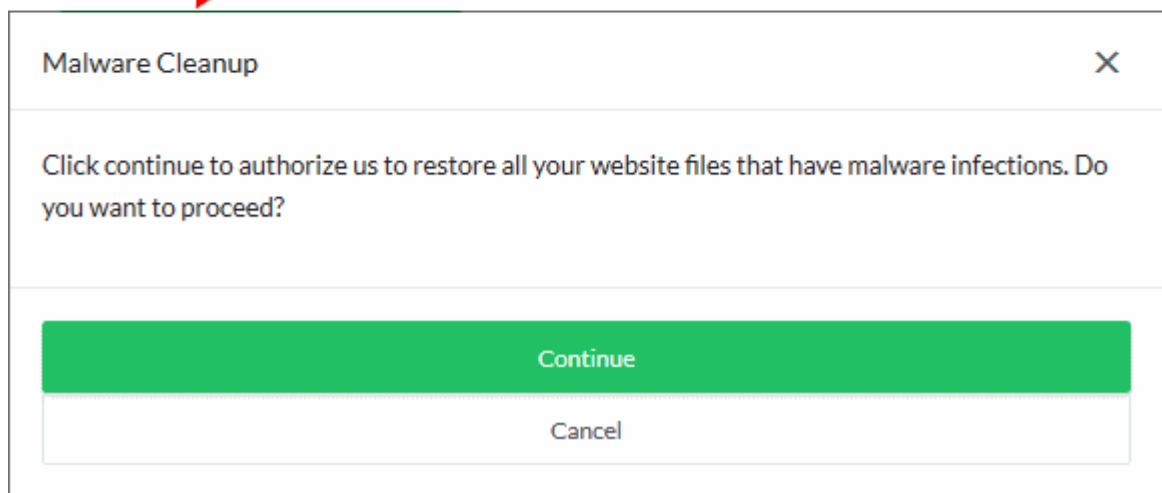 Malware Cleanup
Click continue to authorize us to restore all your website files that have malware infections. Do
you want to proceed?
Continue
Cancel